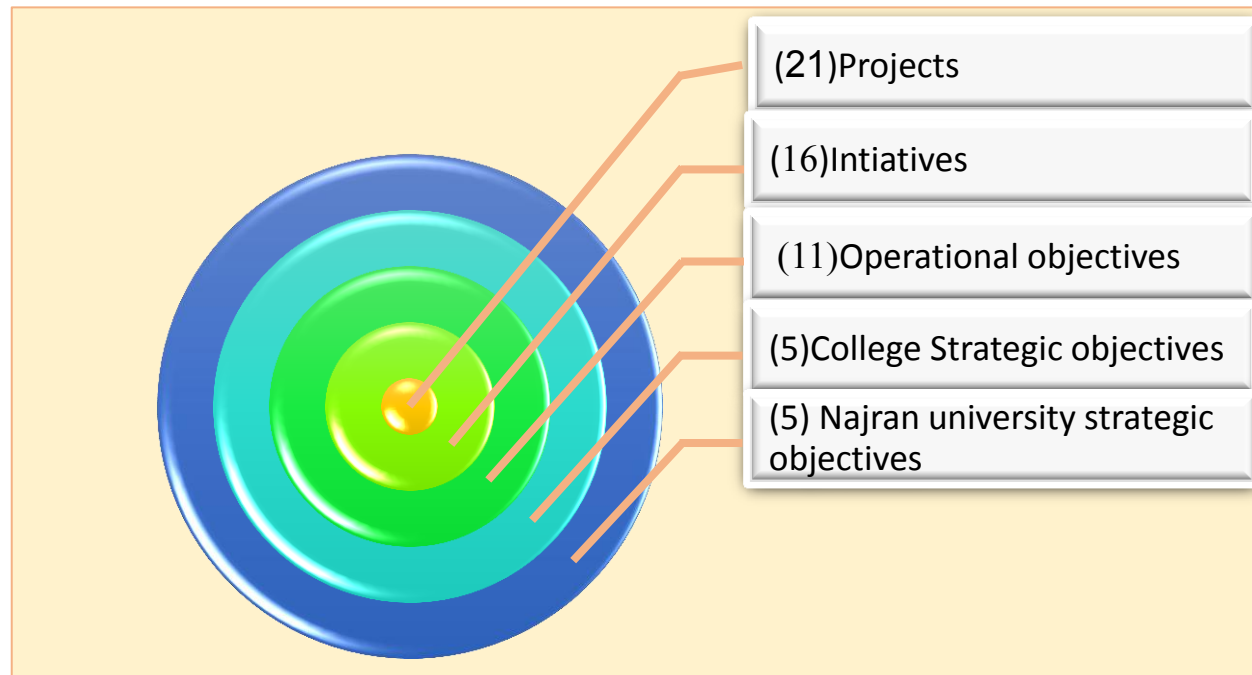 (21)Projects
(16)Intiatives
(11)Operational objectives
(5)College Strategic objectives
(5) Najran university strategic
objectives